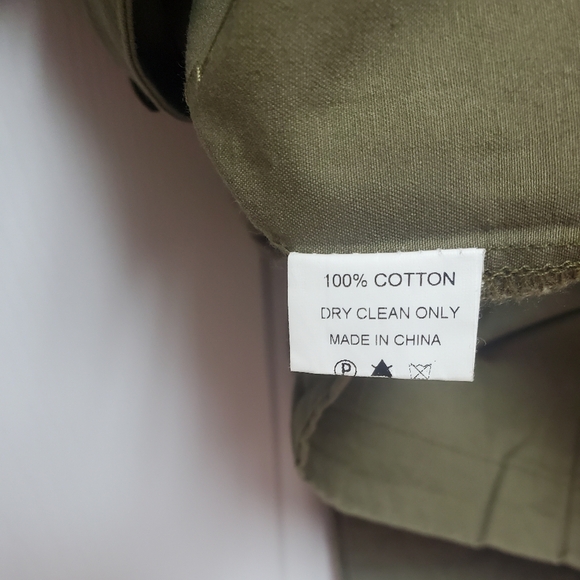 100% COTTON
DRY CLEAN ONLY
MADE IN CHINA
P